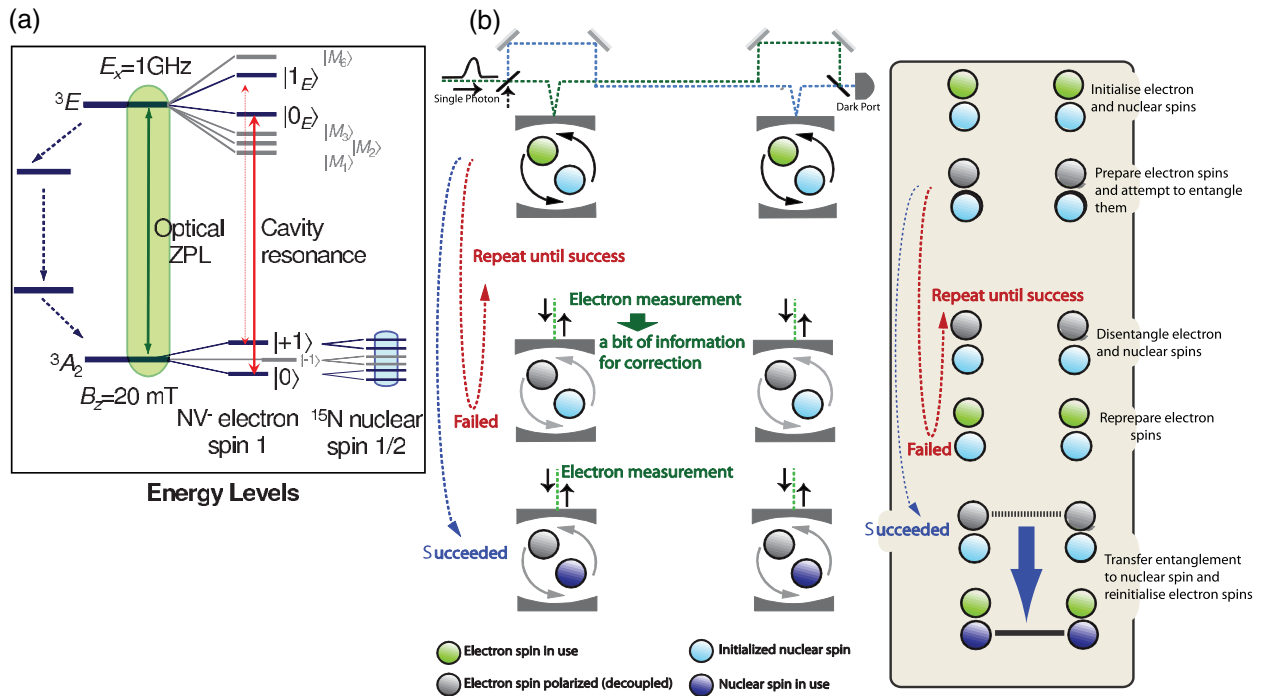 (a)
E_x=1GHz
|M_6⟩
|1_E⟩
³E
|0_E⟩
|M_3⟩
|M_2⟩
|M_1⟩
Optical
ZPL
Cavity
resonance
|+1⟩
|-1⟩
³A₂
|0⟩
B_z=20 mT
NV⁻ electron
spin 1
¹⁵N nuclear
spin 1/2
Energy Levels
(b)
Single Photon
Dark Port
Repeat until success
Electron measurement
a bit of information
for correction
Failed
Electron measurement
Succeeded
Electron spin in use
Initialized nuclear spin
Electron spin polarized (decoupled)
Nuclear spin in use
Initialise electron
and nuclear spins
Prepare electron spins
and attempt to entangle
them
Repeat until success
Disentangle electron
and nuclear spins
Reprepare electron
spins
Failed
Succeeded
Transfer entanglement
to nuclear spin and
reinitialise electron spins